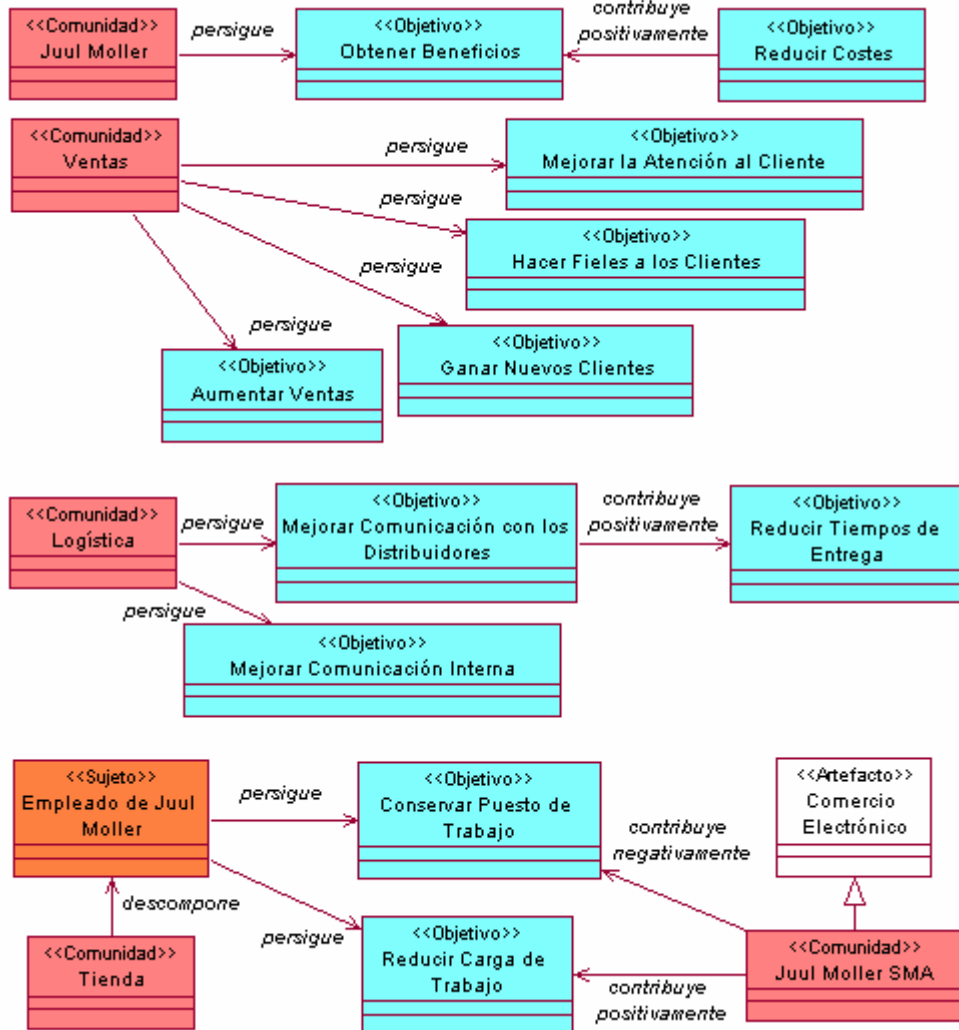 <<Comunidad>>
Juul Moller
persigue
<<Objetivo>>
Obtener Beneficios
contribuye
positivamente
<<Objetivo>>
Reducir Costes
<<Comunidad>>
Ventas
persigue
<<Objetivo>>
Mejorar la Atención al Cliente
persigue
<<Objetivo>>
Hacer Fieles a los Clientes
persigue
<<Objetivo>>
Ganar Nuevos Clientes
persigue
<<Objetivo>>
Aumentar Ventas
<<Comunidad>>
Logística
persigue
<<Objetivo>>
Mejorar Comunicación con los
Distribuidores
contribuye
positivamente
<<Objetivo>>
Reducir Tiempos de
Entrega
persigue
<<Objetivo>>
Mejorar Comunicación Interna
<<Sujeto>>
Empleado de Juul
Moller
persigue
<<Objetivo>>
Conservar Puesto de
Trabajo
contribuye
negativamente
<<Artefacto>>
Comercio
Electrónico
descompone
<<Comunidad>>
Tienda
persigue
<<Objetivo>>
Reducir Carga de
Trabajo
contribuye
positivamente
<<Comunidad>>
Juul Moller SMA